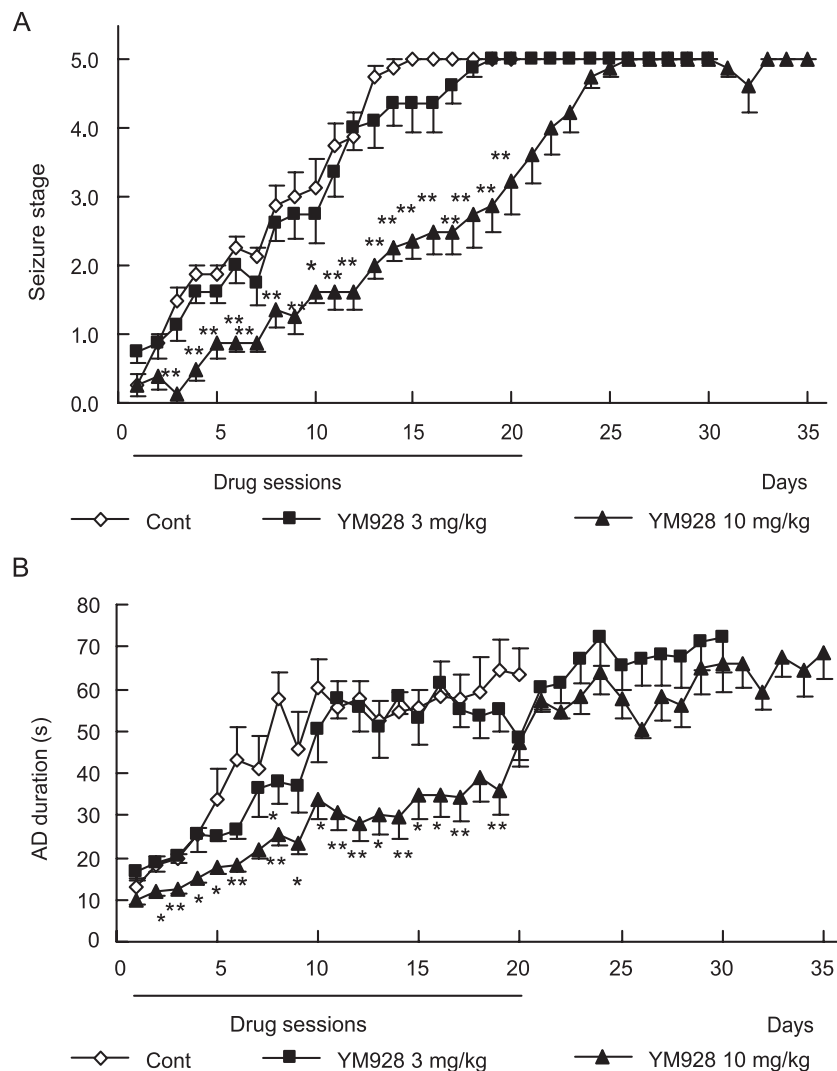 A
5.0
4.0
3.0
2.0
1.0
0.0
Seizure stage
** ** ** ** ** ** ** * ** ** ** ** ** ** ** ** ** **
0 5 10 15 20 25 30 35
Drug sessions Days
Cont YM928 3 mg/kg YM928 10 mg/kg
B
80
70
60
50
40
30
20
10
0
AD duration (s)
* ** * * ** * ** * * ** ** * ** * * ** **
0 5 10 15 20 25 30 35
Drug sessions Days
Cont YM928 3 mg/kg YM928 10 mg/kg